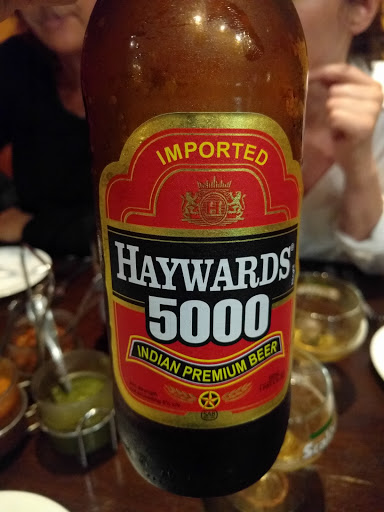 IMPORTED
H
HAYWARDS®
5000
INDIAN PREMIUM BEER